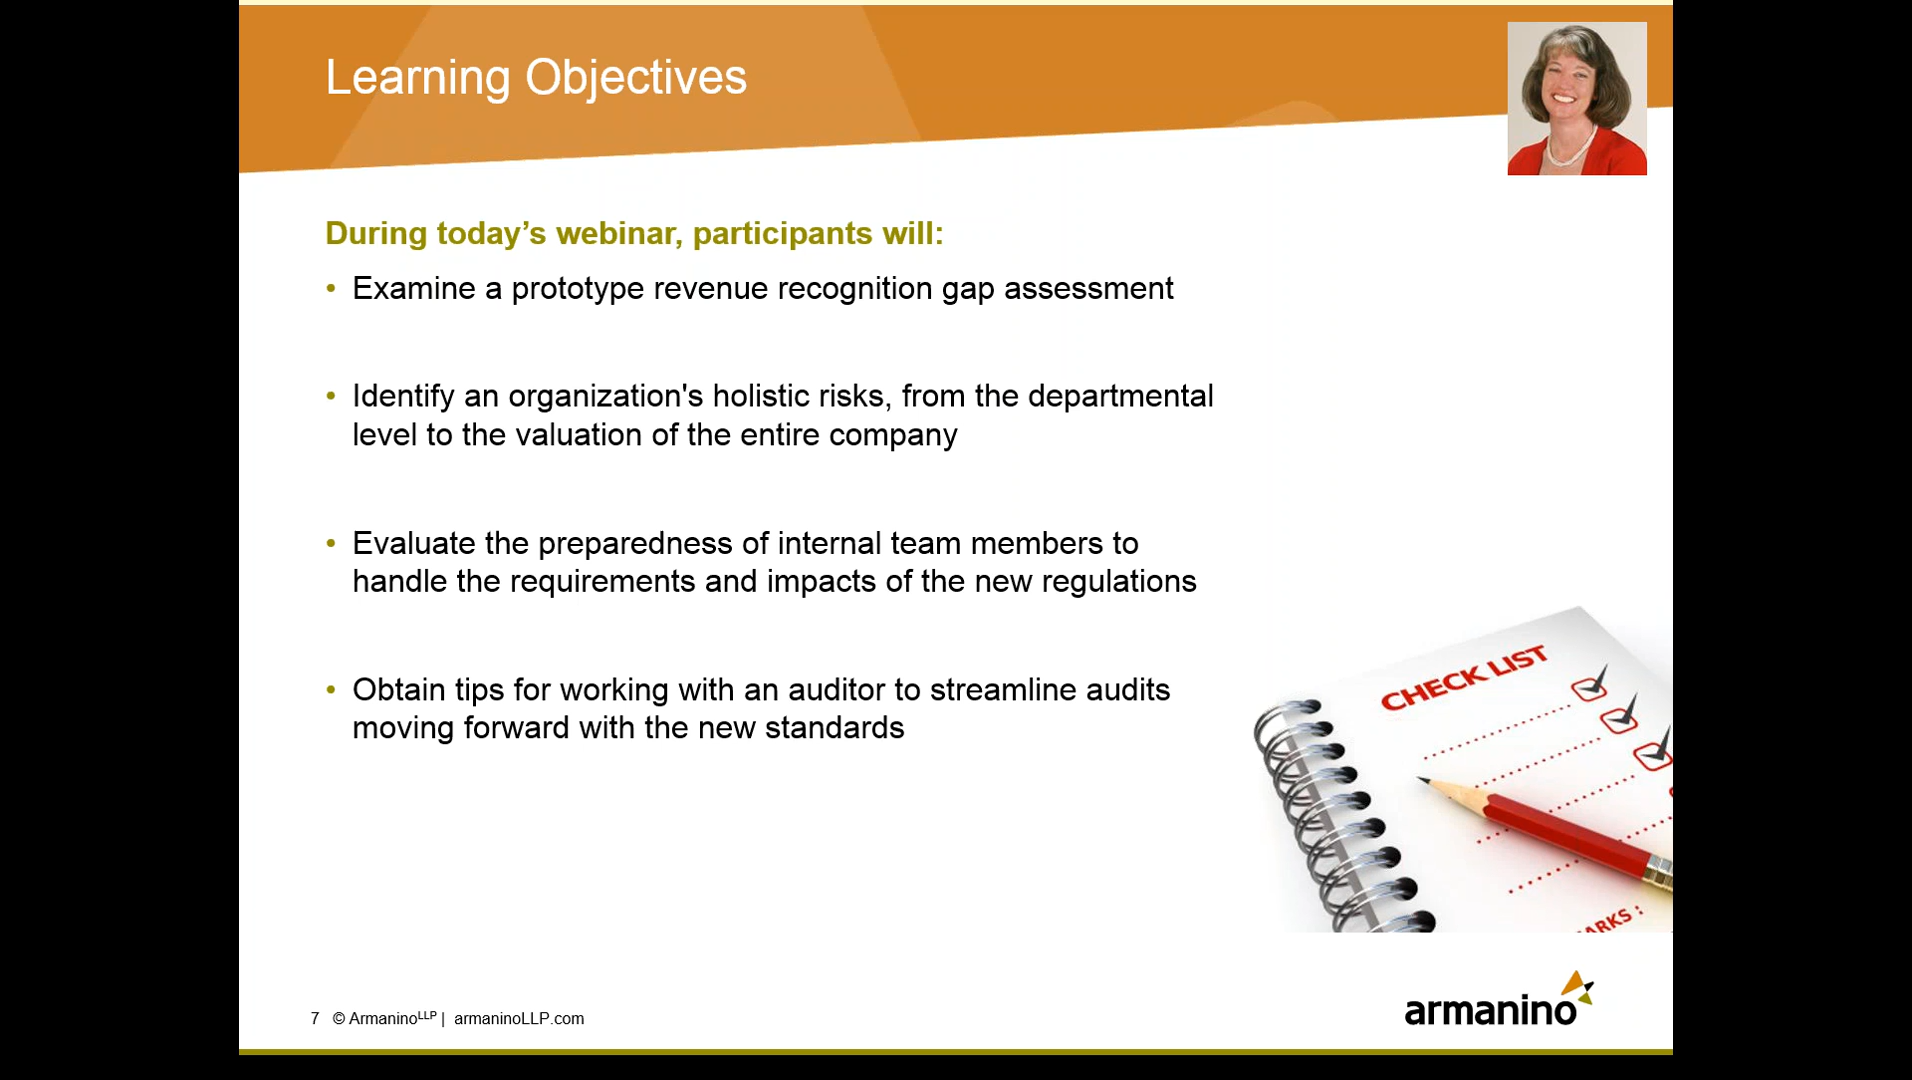 Learning Objectives
During today’s webinar, participants will:
• Examine a prototype revenue recognition gap assessment
• Identify an organization's holistic risks, from the departmental
level to the valuation of the entire company
• Evaluate the preparedness of internal team members to
handle the requirements and impacts of the new regulations
• Obtain tips for working with an auditor to streamline audits
moving forward with the new standards
CHECK LIST
ARKS :
7 © ArmaninoLLP | armaninoLLP.com
armanino